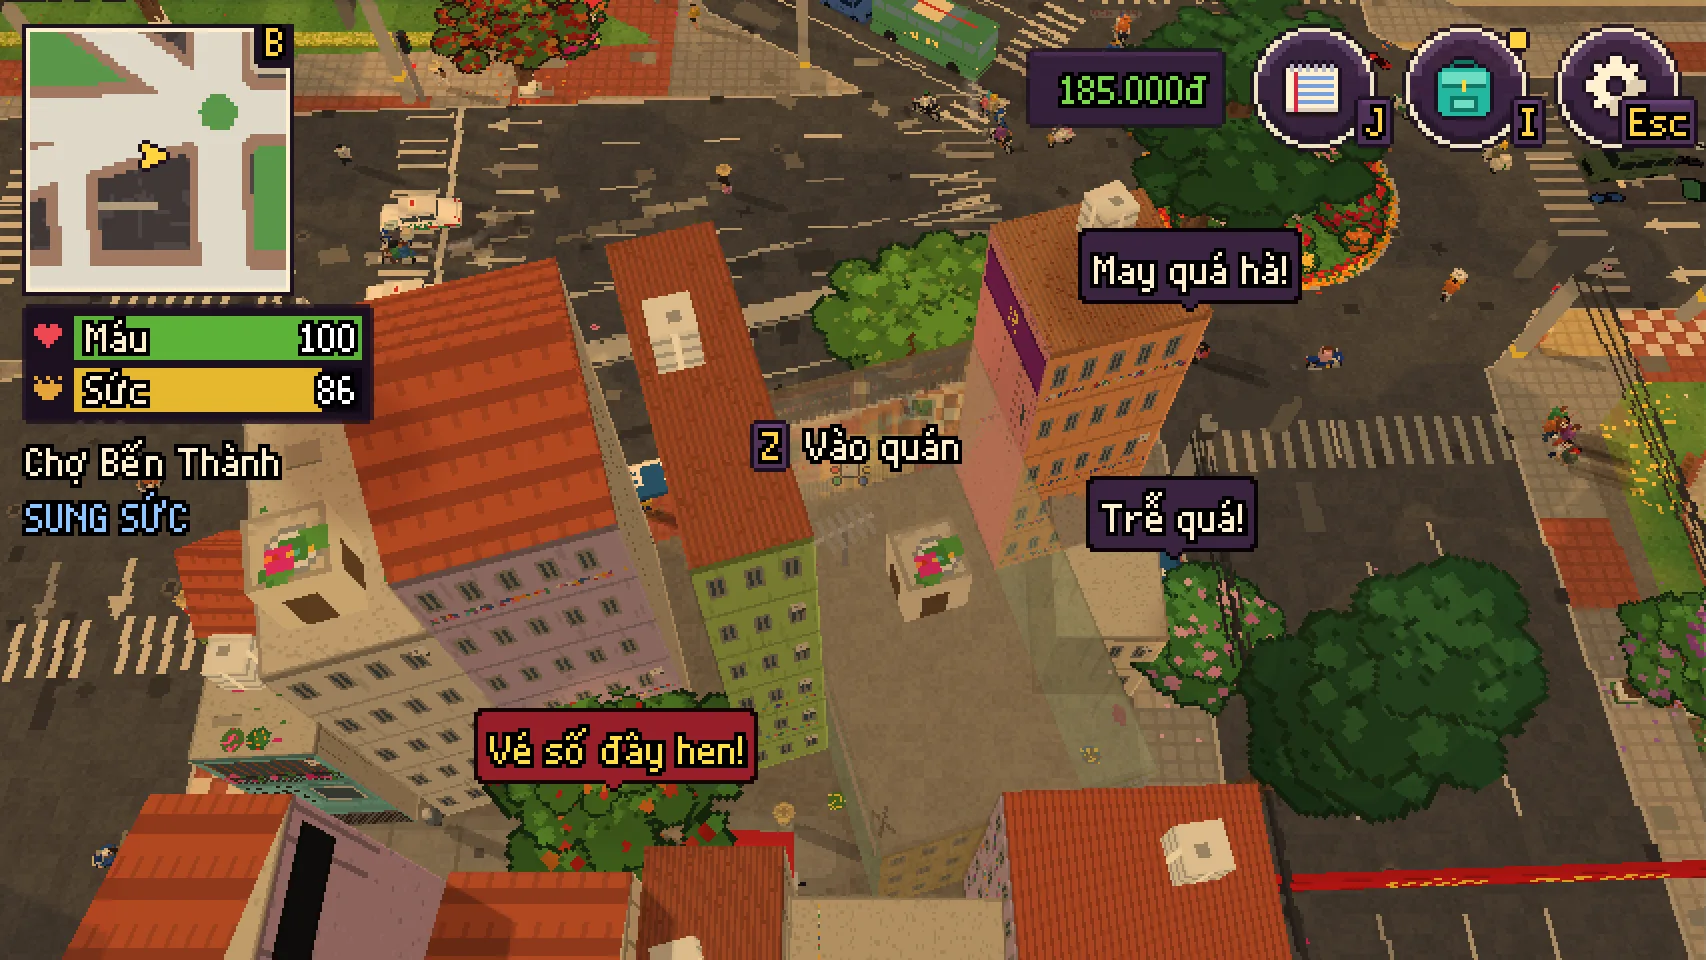 B
185.000đ
J
I
Esc
Máu 100
Sức 86
Chợ Bến Thành
SUNG SỨC
May quá hà!
Z Vào quán
Trễ quá!
Vé số đây hen!